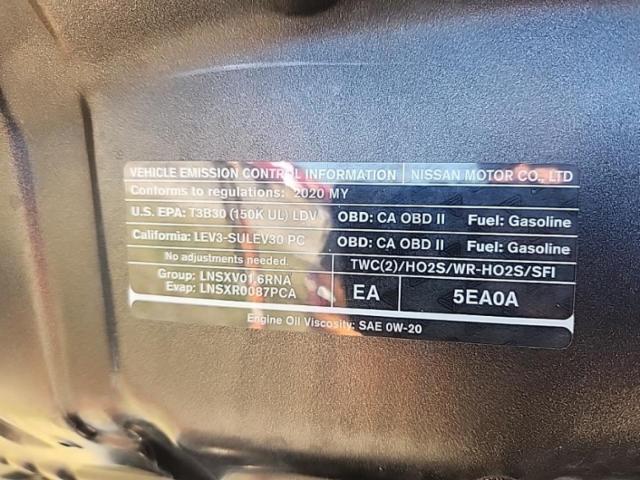 VEHICLE EMISSION CONTROL INFORMATION NISSAN MOTOR CO., LTD
Conforms to regulations: 2020 MY
U.S. EPA: T3B30 (150K UL) LDV OBD: CA OBD II Fuel: Gasoline
California: LEV3-SULEV30 PC OBD: CA OBD II Fuel: Gasoline
No adjustments needed. TWC(2)/HO2S/WR-HO2S/SFI
Group: LNSXV01.6RNA
Evap: LNSXR0087PCA EA 5EA0A
Engine Oil Viscosity: SAE 0W-20